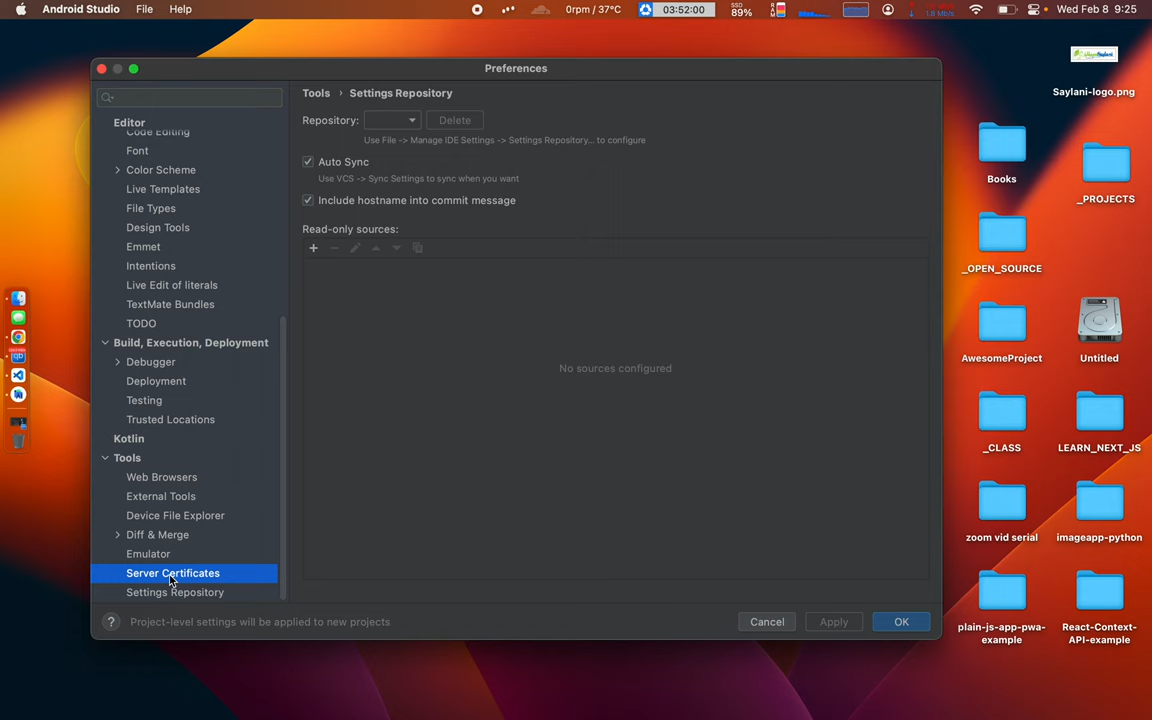 Android Studio File Help 0rpm / 37°C 03:52:00 SSD 89% 1.8 Mb/s Wed Feb 8 9:25
Preferences
Tools › Settings Repository
Repository: Delete
Use File -> Manage IDE Settings -> Settings Repository... to configure
Auto Sync
Use VCS -> Sync Settings to sync when you want
Include hostname into commit message
Read-only sources:
No sources configured
Editor
Code Editing
Font
Color Scheme
Live Templates
File Types
Design Tools
Emmet
Intentions
Live Edit of literals
TextMate Bundles
TODO
Build, Execution, Deployment
Debugger
Deployment
Testing
Trusted Locations
Kotlin
Tools
Web Browsers
External Tools
Device File Explorer
Diff & Merge
Emulator
Server Certificates
Settings Repository
? Project-level settings will be applied to new projects
Cancel Apply OK
Saylani-logo.png
Books
_PROJECTS
_OPEN_SOURCE
AwesomeProject
Untitled
_CLASS
LEARN_NEXT_JS
zoom vid serial
imageapp-python
plain-js-app-pwa-
example
React-Context-
API-example